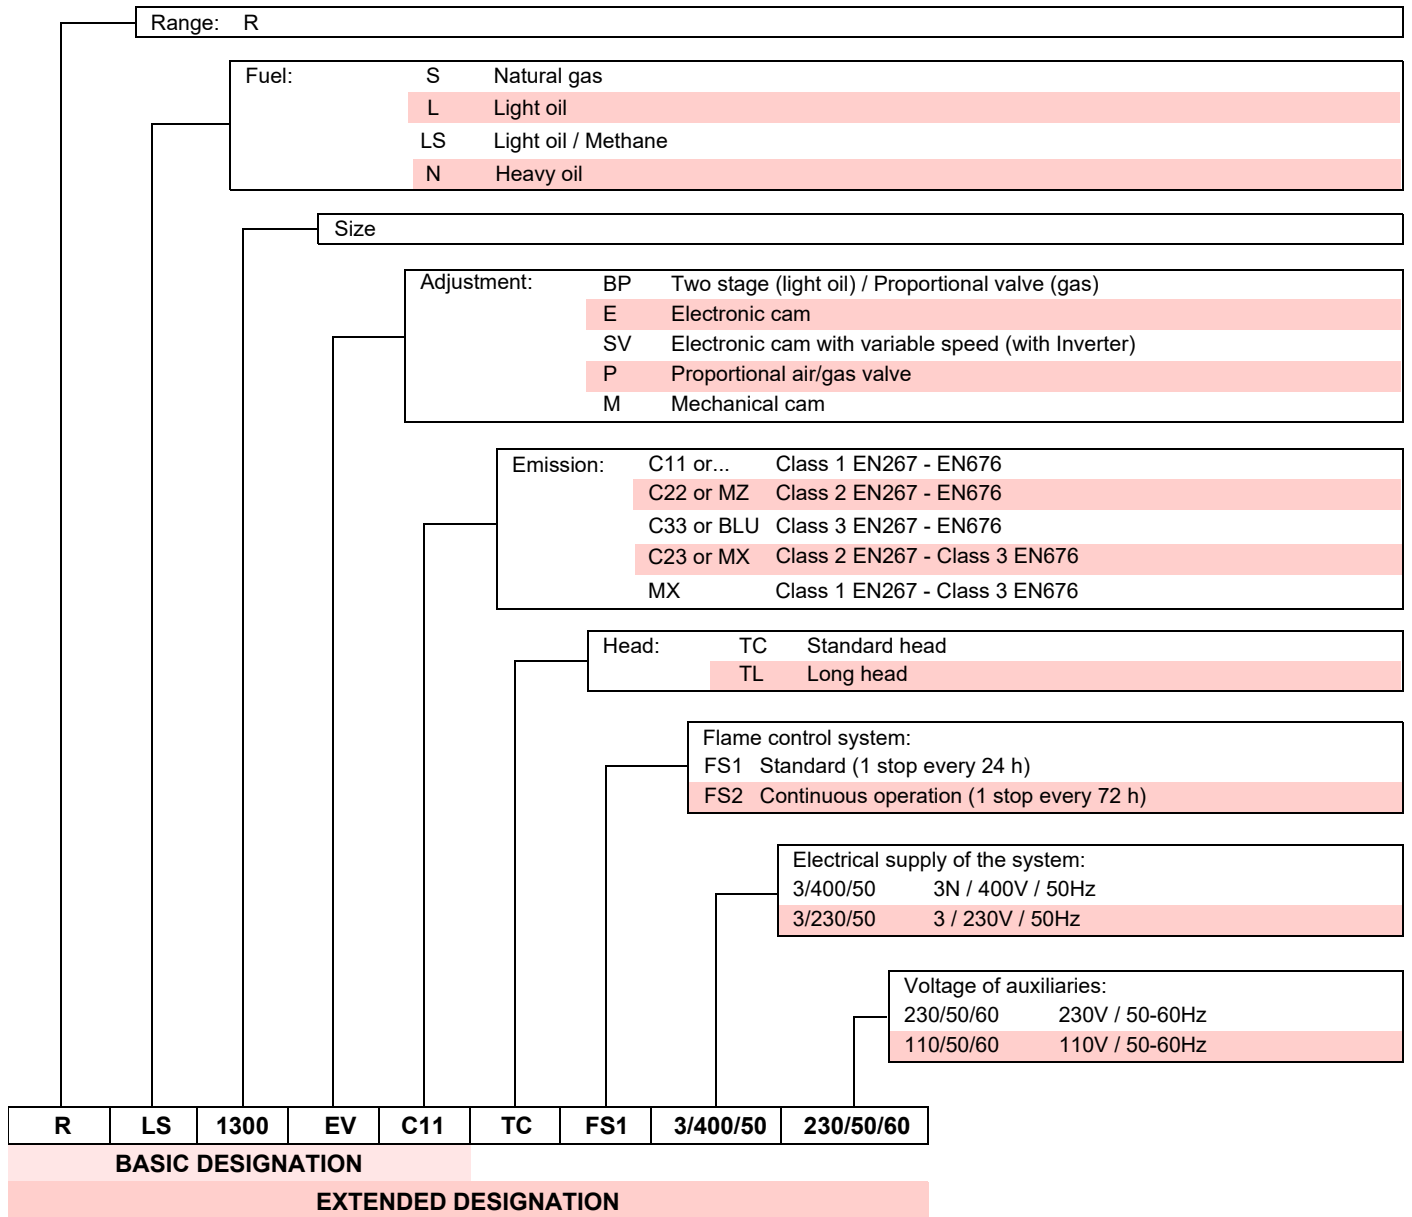 Range: R
Fuel: S Natural gas
L Light oil
LS Light oil / Methane
N Heavy oil
Size
Adjustment: BP Two stage (light oil) / Proportional valve (gas)
E Electronic cam
SV Electronic cam with variable speed (with Inverter)
P Proportional air/gas valve
M Mechanical cam
Emission: C11 or... Class 1 EN267 - EN676
C22 or MZ Class 2 EN267 - EN676
C33 or BLU Class 3 EN267 - EN676
C23 or MX Class 2 EN267 - Class 3 EN676
MX Class 1 EN267 - Class 3 EN676
Head: TC Standard head
TL Long head
Flame control system:
FS1 Standard (1 stop every 24 h)
FS2 Continuous operation (1 stop every 72 h)
Electrical supply of the system:
3/400/50 3N / 400V / 50Hz
3/230/50 3 / 230V / 50Hz
Voltage of auxiliaries:
230/50/60 230V / 50-60Hz
110/50/60 110V / 50-60Hz
R LS 1300 EV C11 TC FS1 3/400/50 230/50/60
BASIC DESIGNATION
EXTENDED DESIGNATION